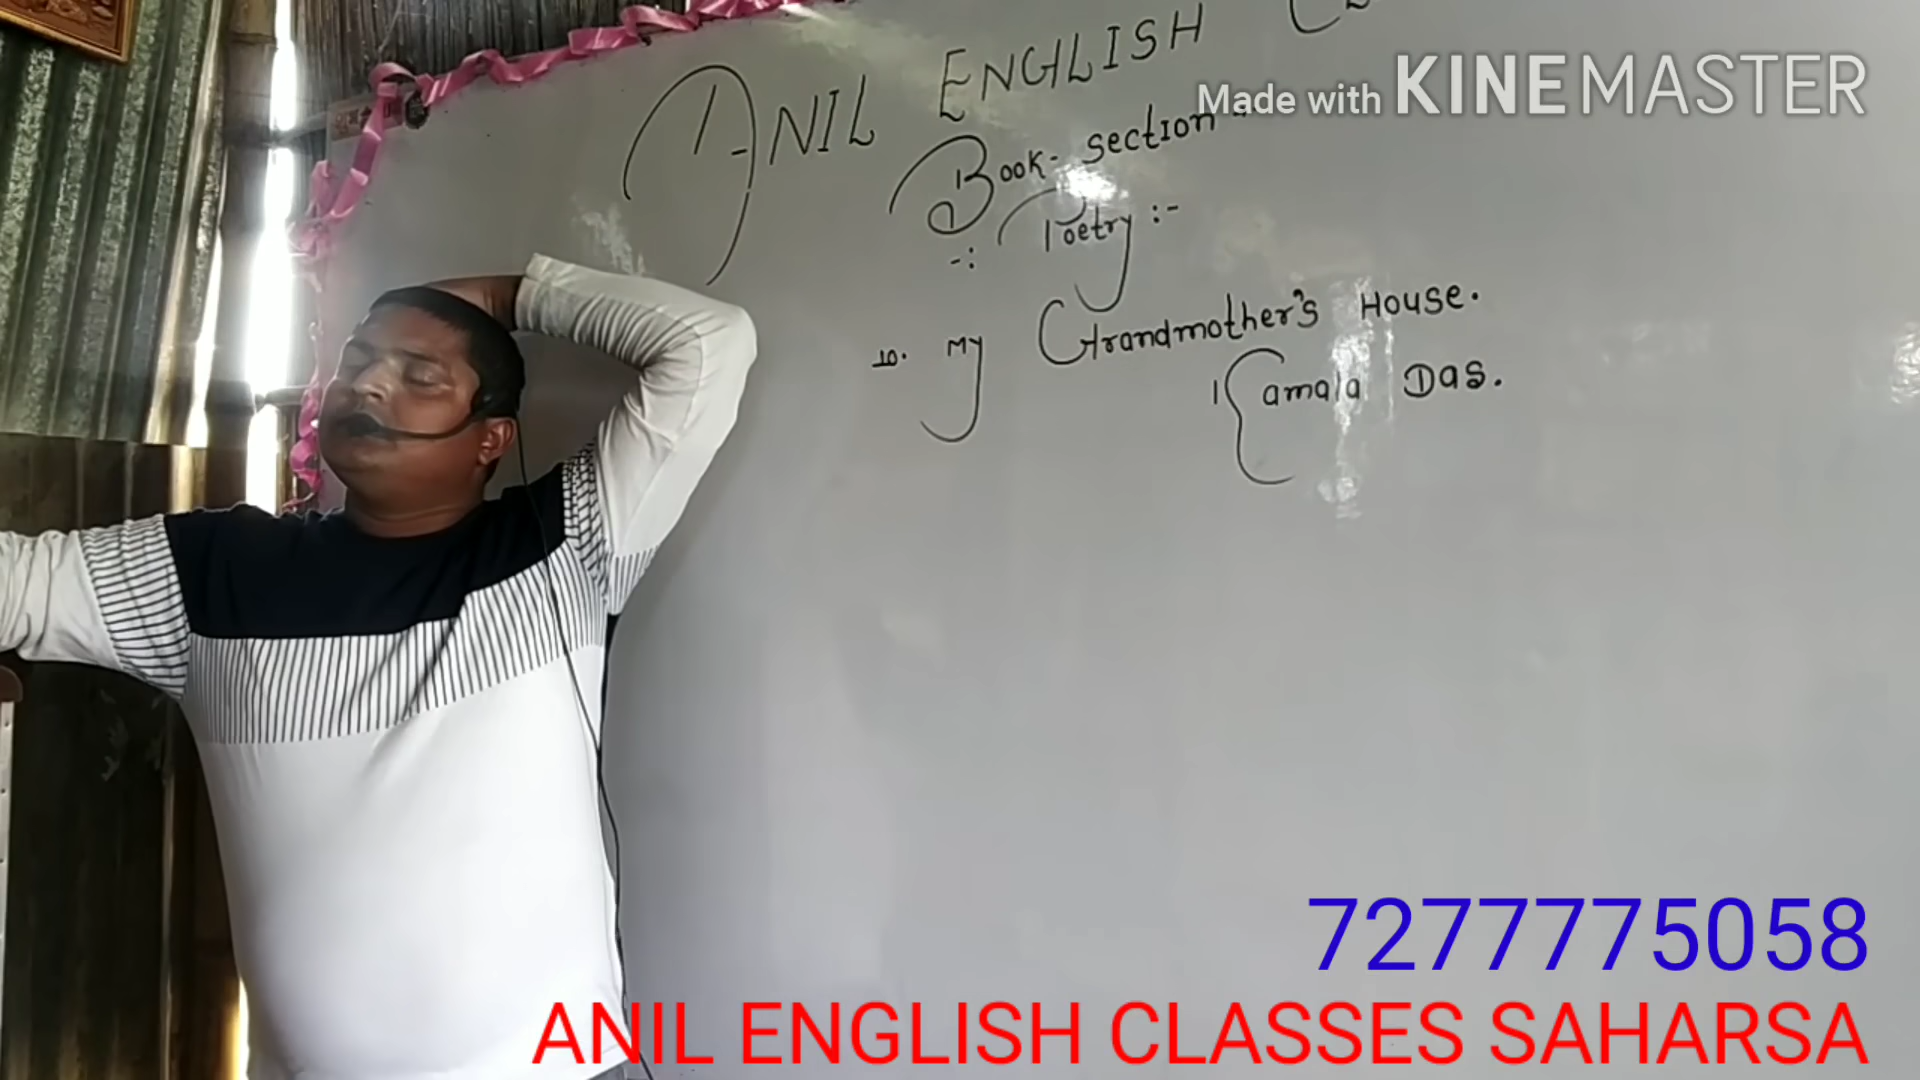 ANIL ENGLISH
Made with KINEMASTER
Book-section-
-: Poetry :-
10. My Grandmother's House.
Kamala Das.
7277775058
ANIL ENGLISH CLASSES SAHARSA